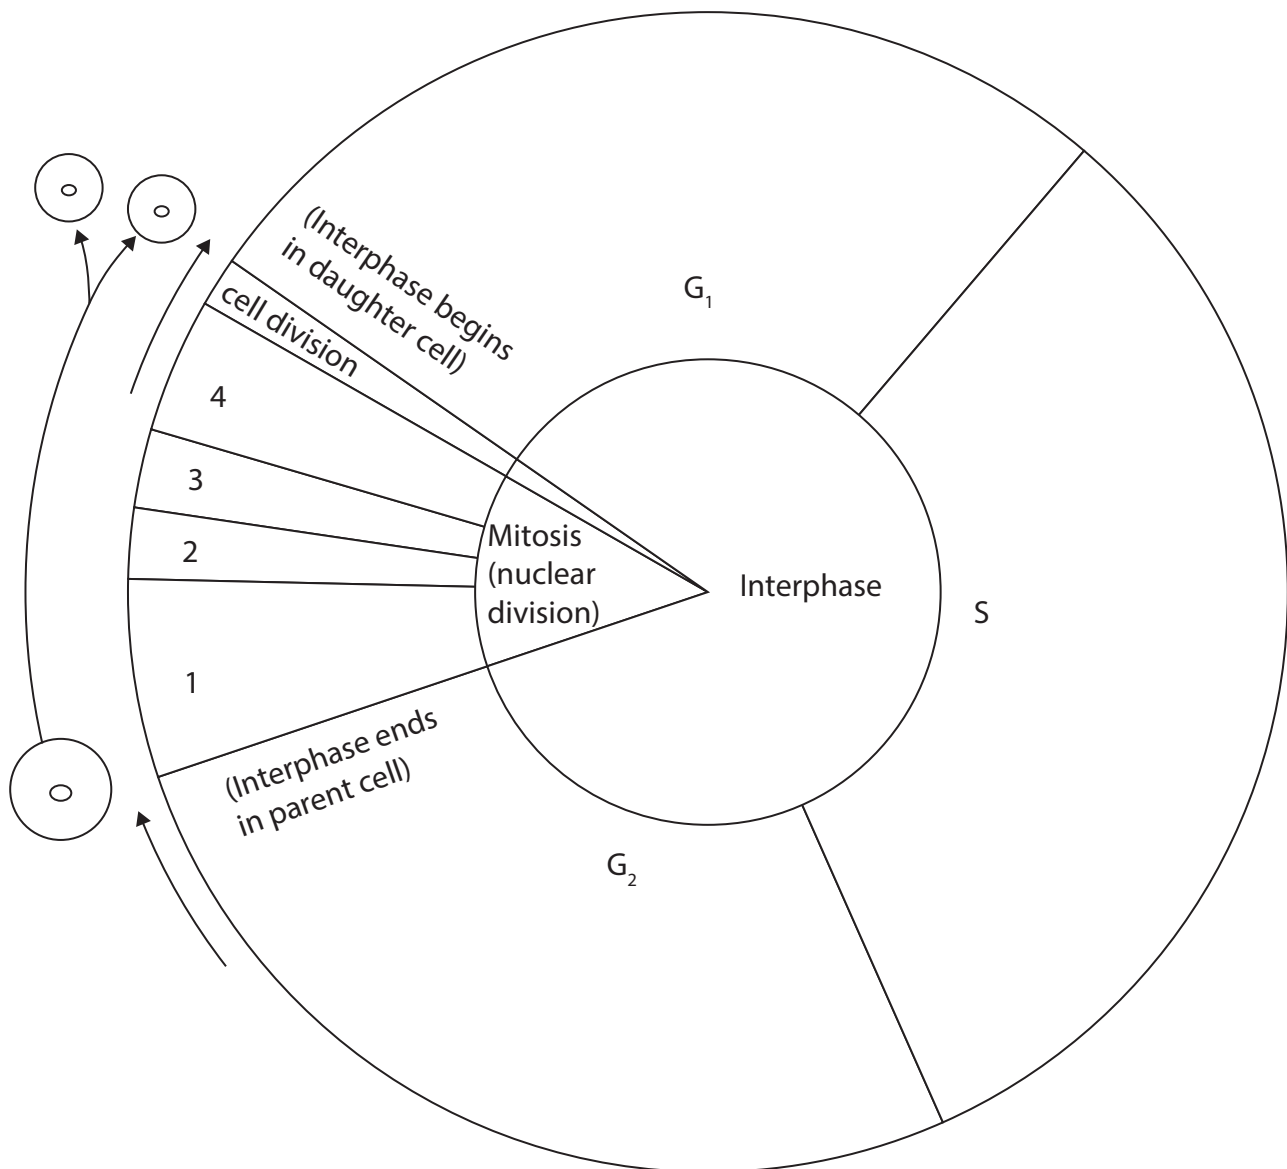 (Interphase begins
in daughter cell)
G₁
cell division
4
3
Mitosis
(nuclear
division)
2
Interphase
S
1
(Interphase ends
in parent cell)
G₂